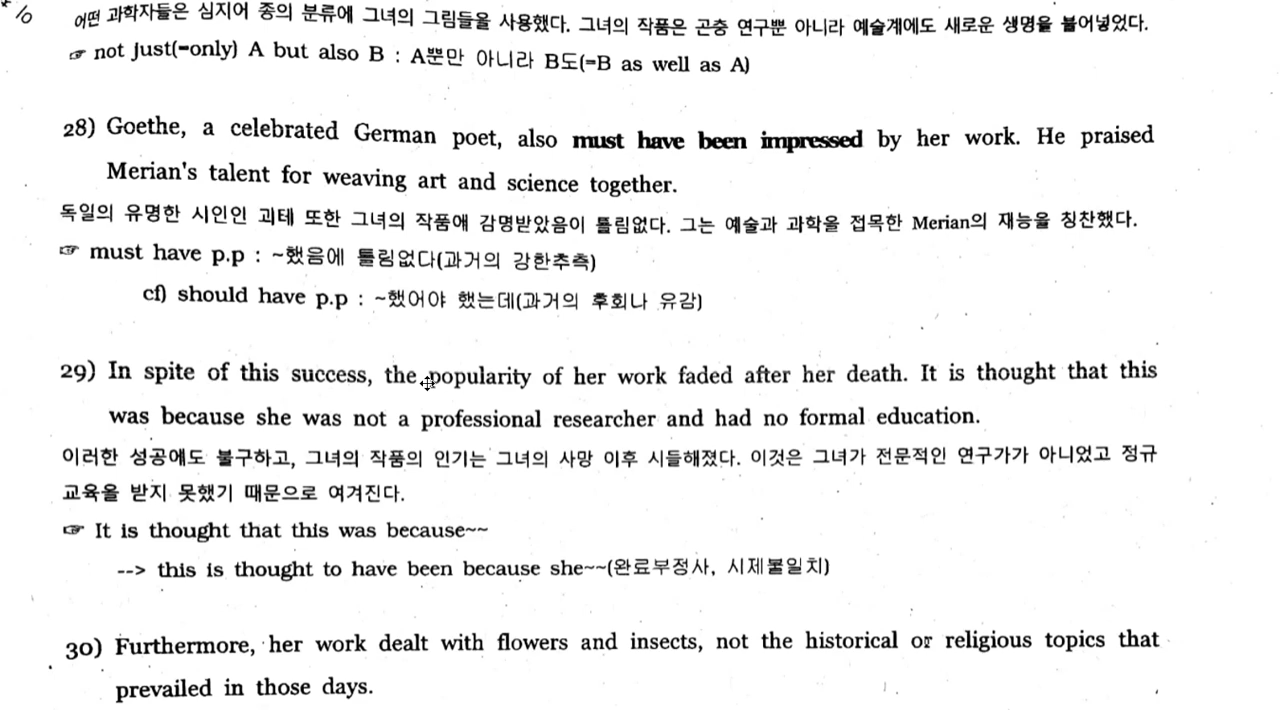 어떤 과학자들은 심지어 종의 분류에 그녀의 그림들을 사용했다. 그녀의 작품은 곤충 연구뿐 아니라 예술계에도 새로운 생명을 불어넣었다.
☞ not just(=only) A but also B : A뿐만 아니라 B도(=B as well as A)
28) Goethe, a celebrated German poet, also must have been impressed by her work. He praised
Merian's talent for weaving art and science together.
독일의 유명한 시인인 괴테 또한 그녀의 작품에 감명받았음이 틀림없다. 그는 예술과 과학을 접목한 Merian의 재능을 칭찬했다.
☞ must have p.p : ~했음에 틀림없다(과거의 강한추측)
cf) should have p.p : ~했어야 했는데(과거의 후회나 유감)
29) In spite of this success, the popularity of her work faded after her death. It is thought that this
was because she was not a professional researcher and had no formal education.
이러한 성공에도 불구하고, 그녀의 작품의 인기는 그녀의 사망 이후 시들해졌다. 이것은 그녀가 전문적인 연구가가 아니었고 정규
교육을 받지 못했기 때문으로 여겨진다.
☞ It is thought that this was because~~
--> this is thought to have been because she~~(완료부정사, 시제불일치)
30) Furthermore, her work dealt with flowers and insects, not the historical or religious topics that
prevailed in those days.